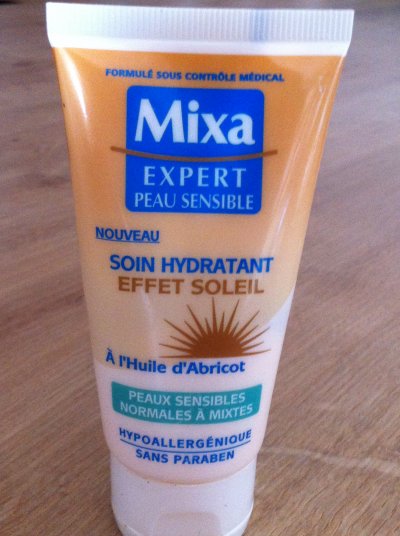 FORMULÉ SOUS CONTRÔLE MÉDICAL
Mixa
EXPERT
PEAU SENSIBLE
NOUVEAU
SOIN HYDRATANT
EFFET SOLEIL
À l'Huile d'Abricot
PEAUX SENSIBLES
NORMALES À MIXTES
HYPOALLERGÉNIQUE
SANS PARABEN